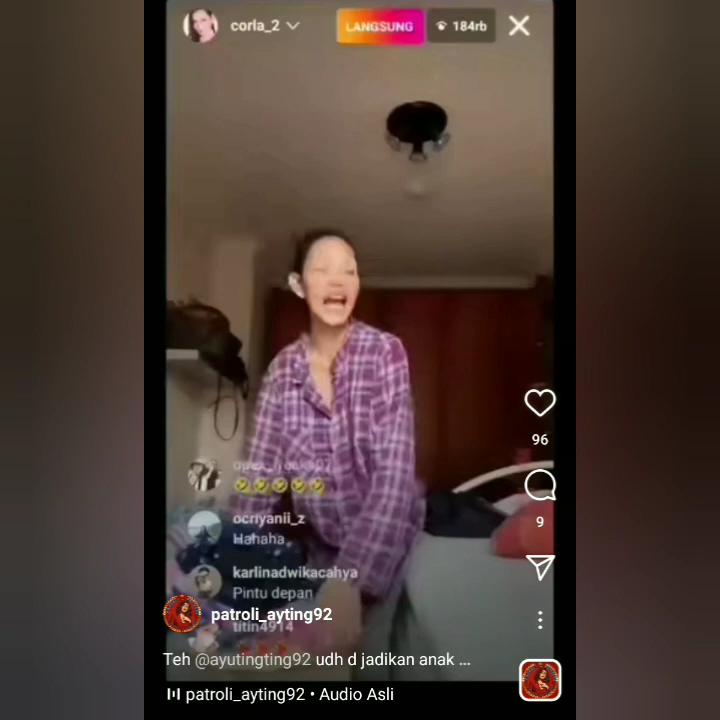 corla_2
LANGSUNG
184rb
96
9
ocriyanii_z
Hahaha
karlinadwikacahya
Pintu depan
patroli_ayting92
titin4914
Teh @ayutingting92 udh d jadikan anak ...
patroli_ayting92 • Audio Asli